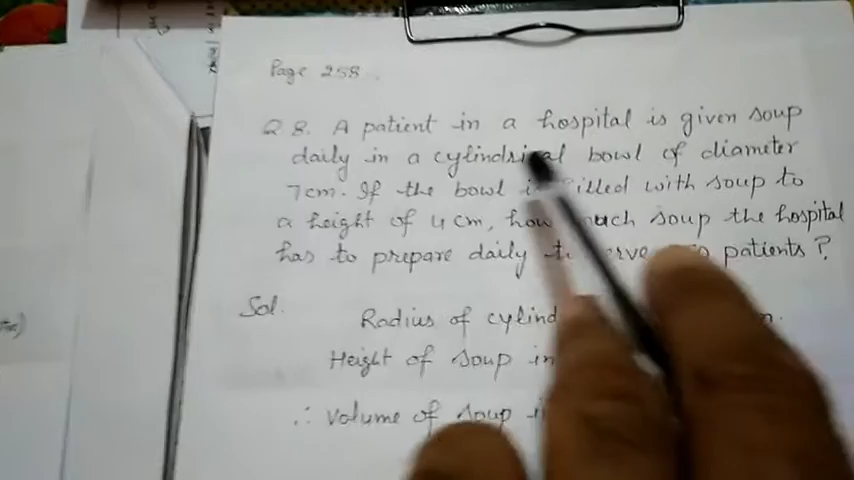 Page 258
Q 8. A patient in a hospital is given soup
daily in a cylindrical bowl of diameter
7cm. If the bowl is filled with soup to
a height of 4 cm, how much soup the hospital
has to prepare daily to serve patients?
Sol. Radius of
Height of soup in
∴ Volume of soup